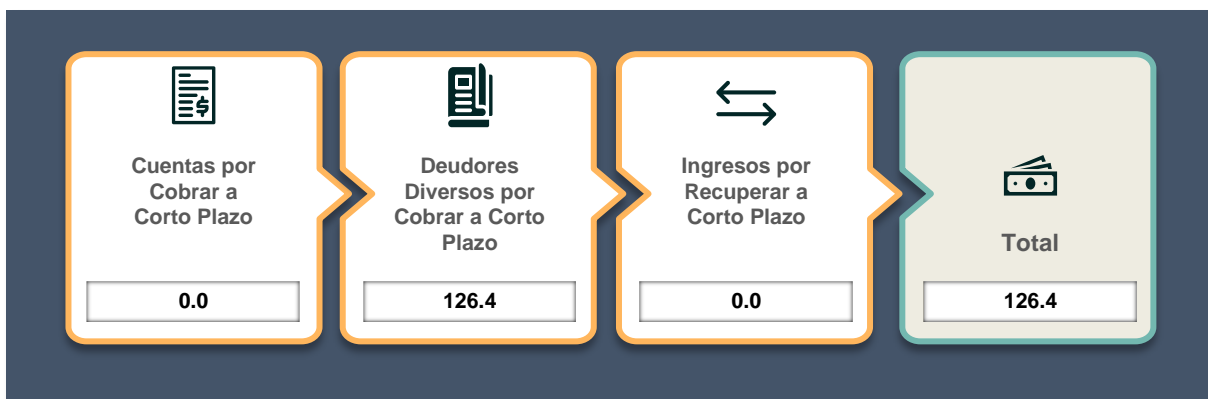 Cuentas por
Cobrar a
Corto Plazo
0.0
Deudores
Diversos por
Cobrar a Corto
Plazo
126.4
Ingresos por
Recuperar a
Corto Plazo
0.0
Total
126.4